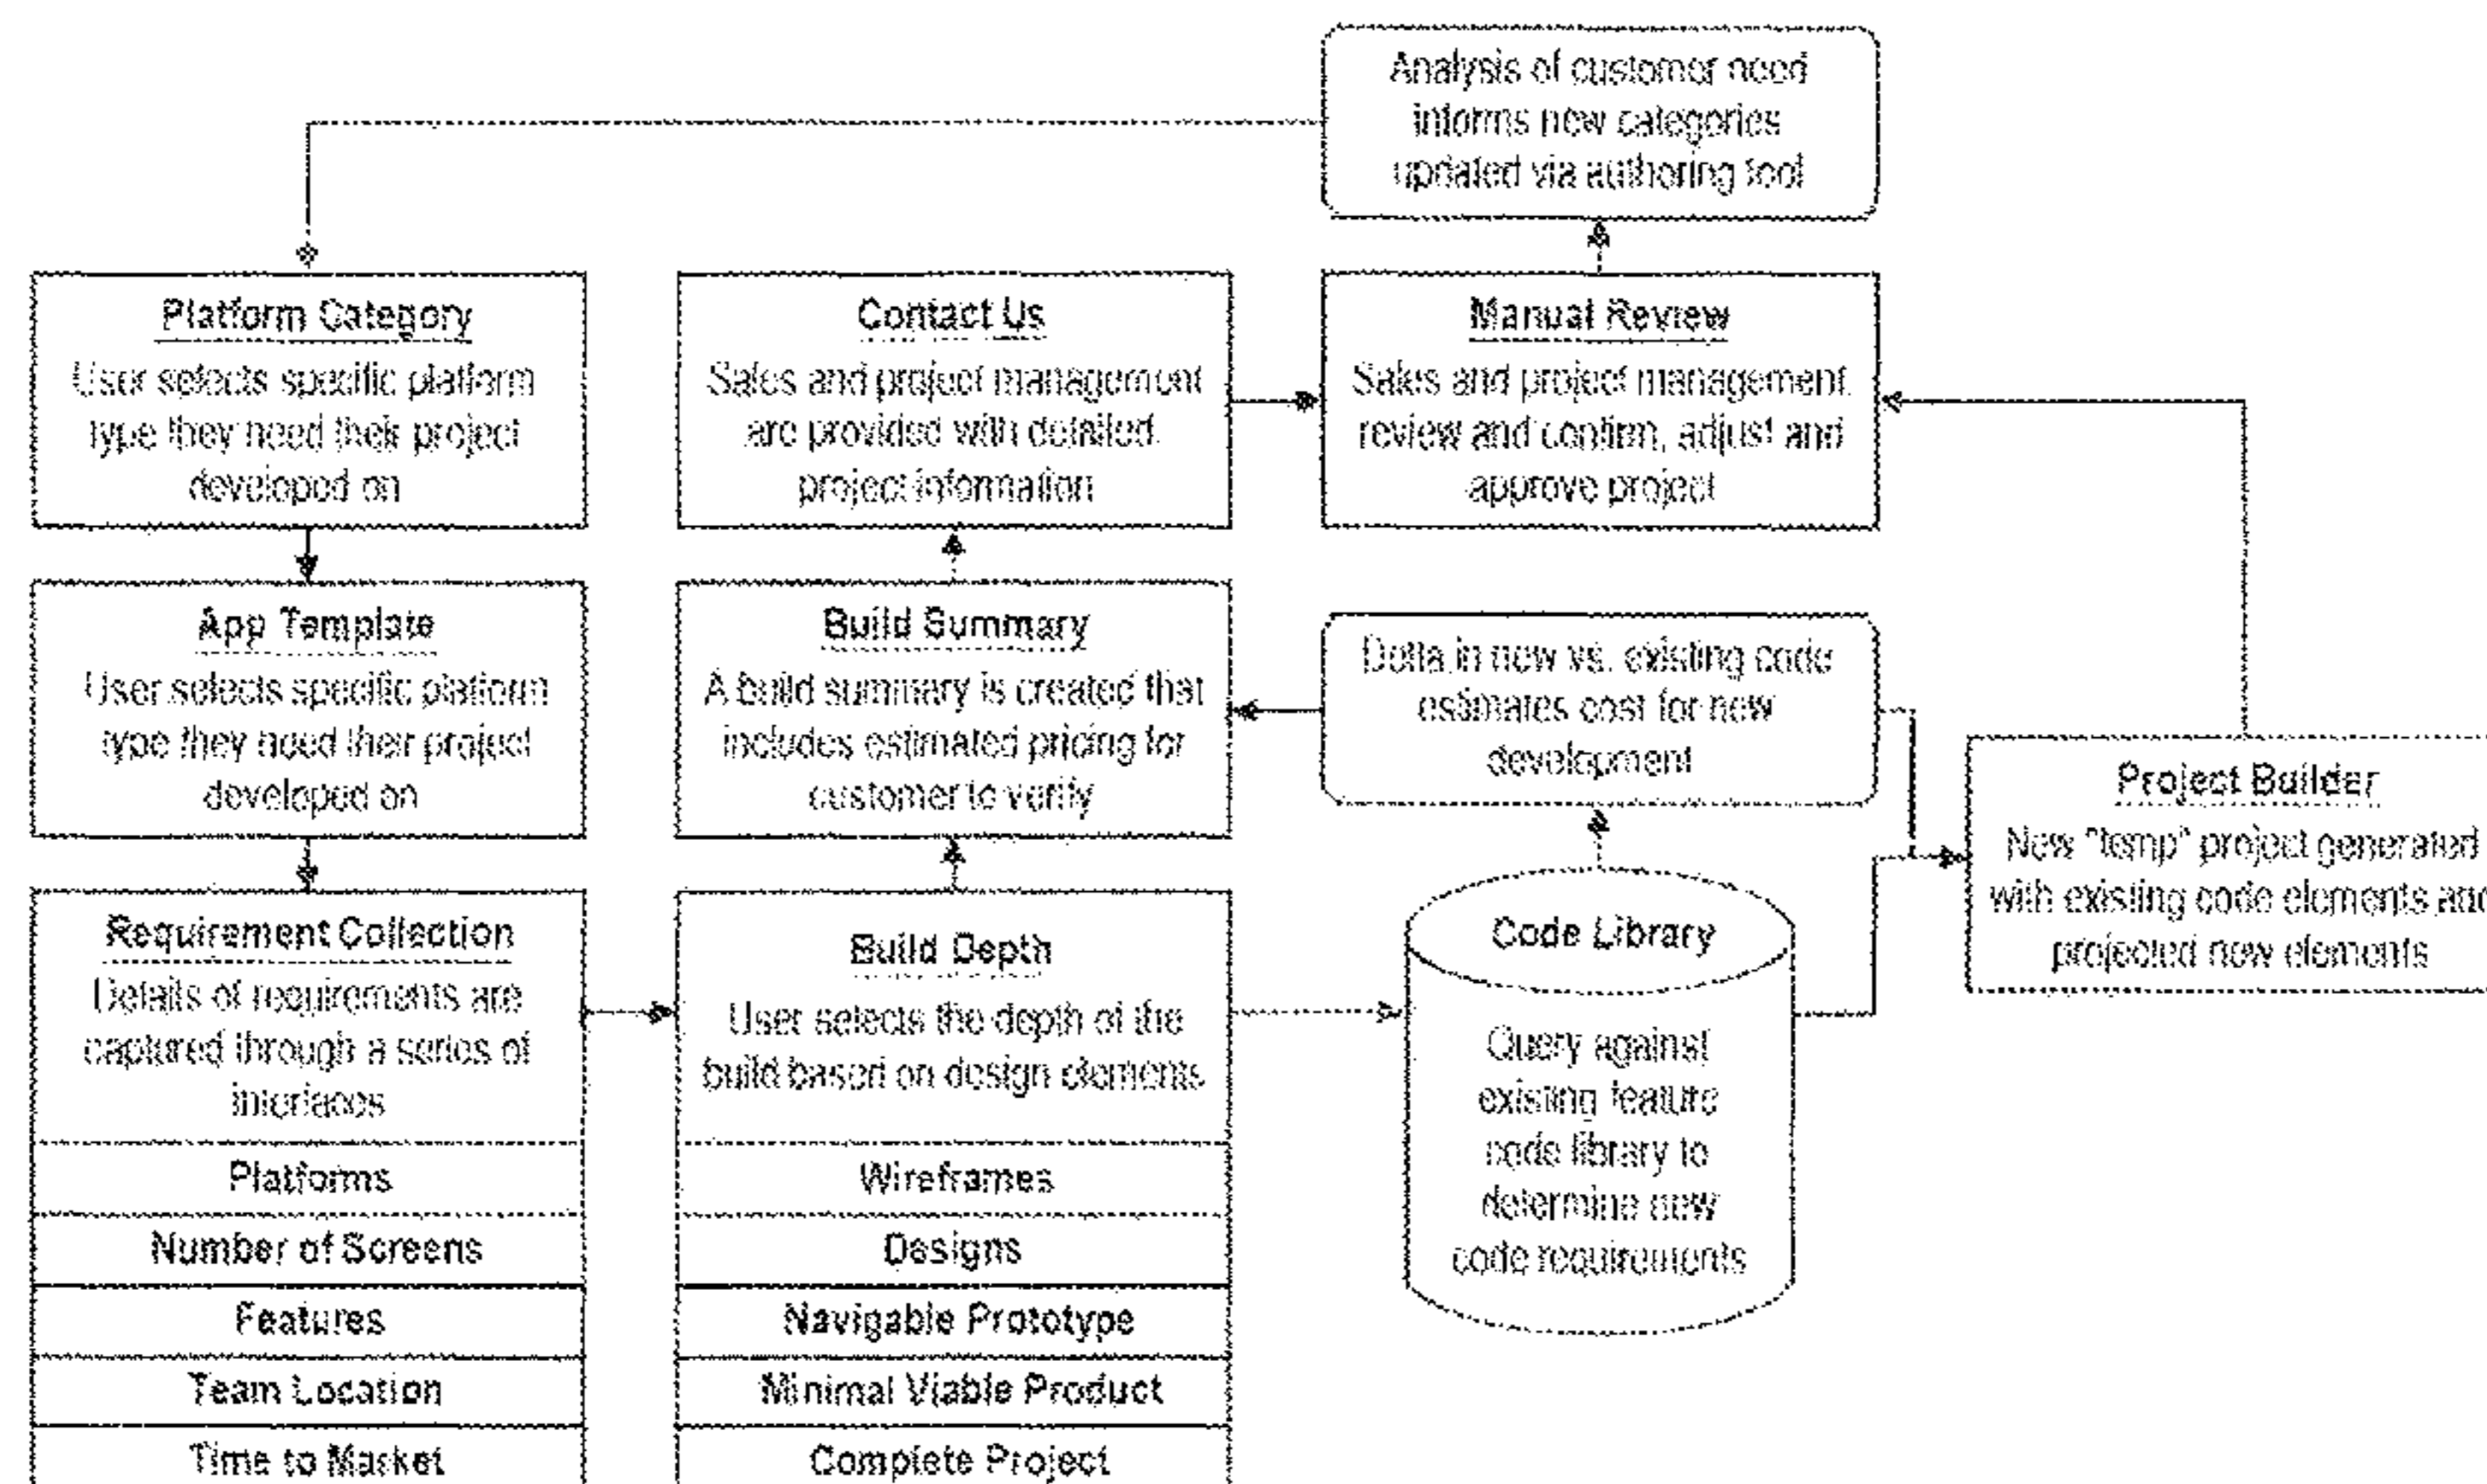 Analysis of customer need
informs new categories
updated via authoring tool
Platform Category
User selects specific platform
type they need their project
developed on
Contact Us
Sales and project management
are provided with detailed
project information
Manual Review
Sales and project management
review and confirm, adjust and
approve project
App Template
User selects specific platform
type they need their project
developed on
Build Summary
A build summary is created that
includes estimated pricing for
customer to verify
Delta in new vs. existing code
estimates cost for new
development
Project Builder
New "temp" project generated
with existing code elements and
projected new elements
Requirement Collection
Details of requirements are
captured through a series of
interfaces
Platforms
Number of Screens
Features
Team Location
Time to Market
Build Depth
User selects the depth of the
build based on design elements
Wireframes
Designs
Navigable Prototype
Minimal Viable Product
Complete Project
Code Library
Query against
existing feature
code library to
determine new
code requirements